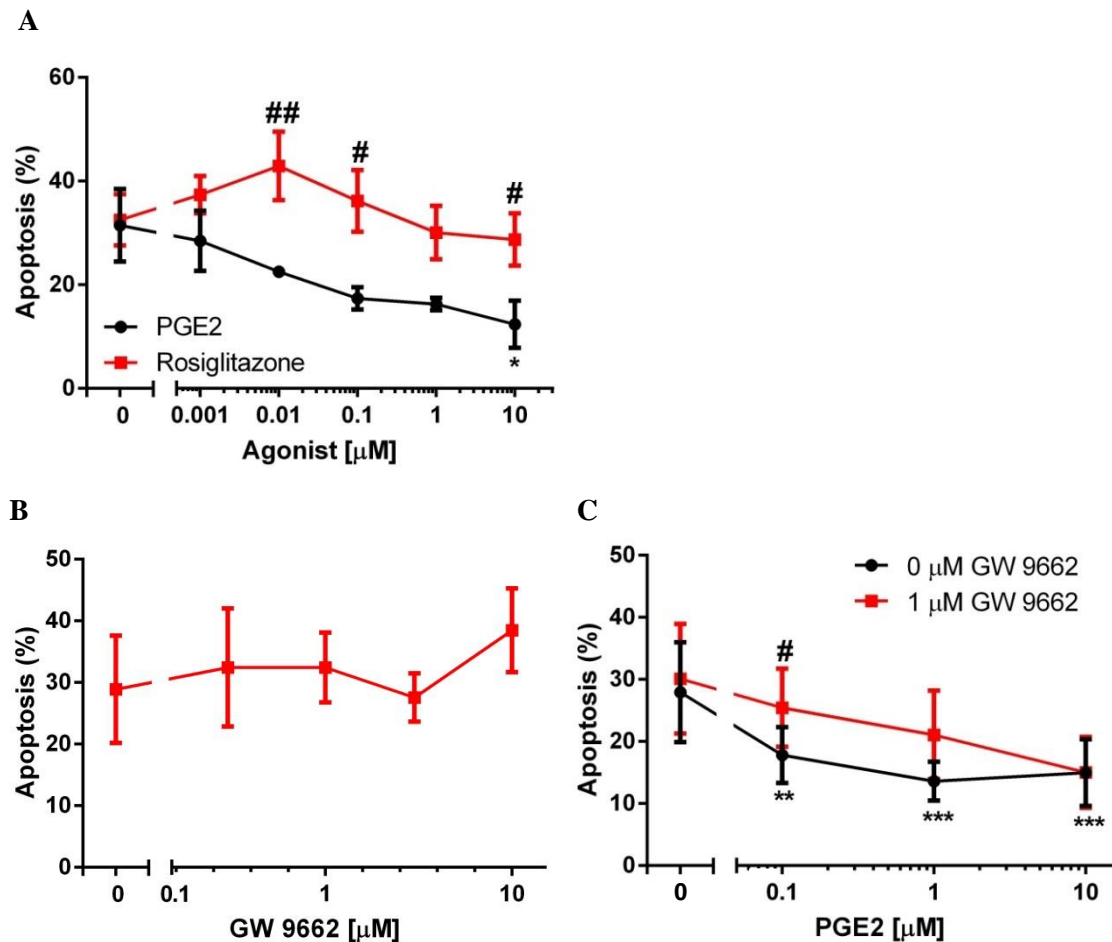 A
60
40
20
0
Apoptosis (%)
##
#
#
*
PGE2
Rosiglitazone
0 0.001 0.01 0.1 1 10
Agonist [μM]
B
50
40
30
20
10
0
Apoptosis (%)
0 0.1 1 10
GW 9662 [μM]
C
50
40
30
20
10
0
Apoptosis (%)
0 μM GW 9662
1 μM GW 9662
#
** *** ***
0 0.1 1 10
PGE2 [μM]